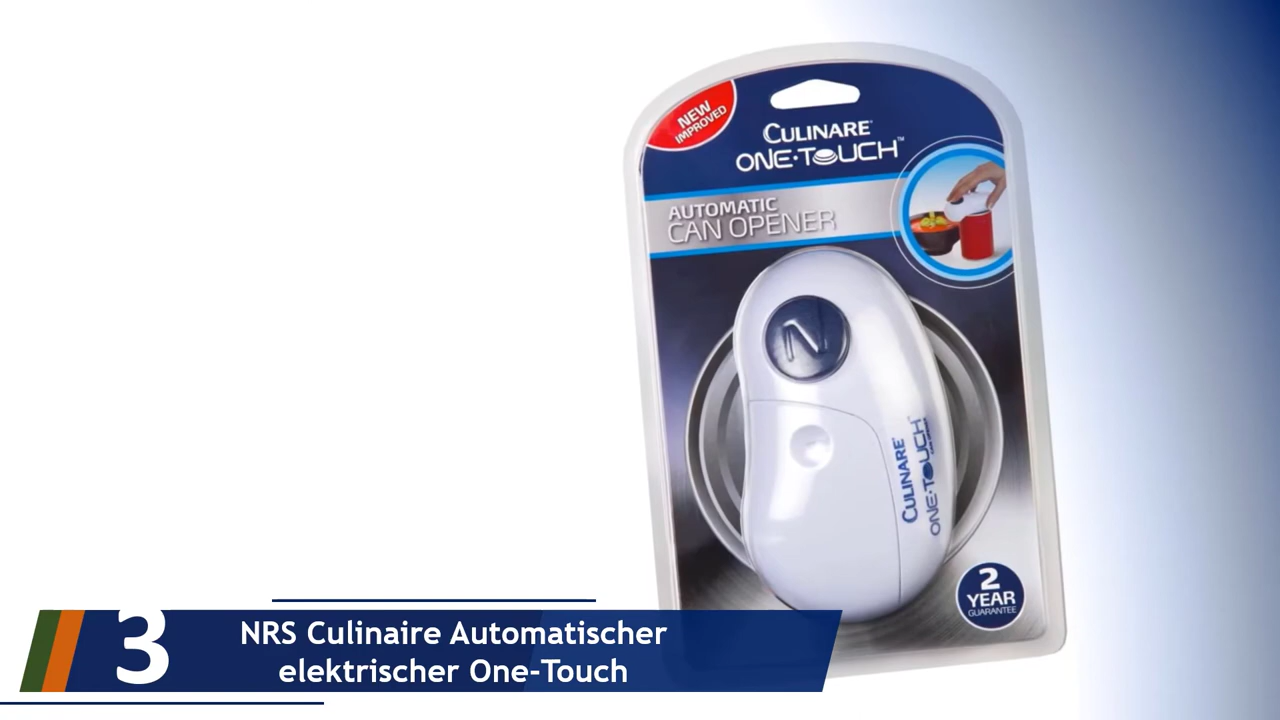 NEW
IMPROVED
CULINARE
ONE·TOUCH™
AUTOMATIC
CAN OPENER
CULINARE
ONE·TOUCH
2
YEAR
GUARANTEE
3
NRS Culinaire Automatischer
elektrischer One-Touch